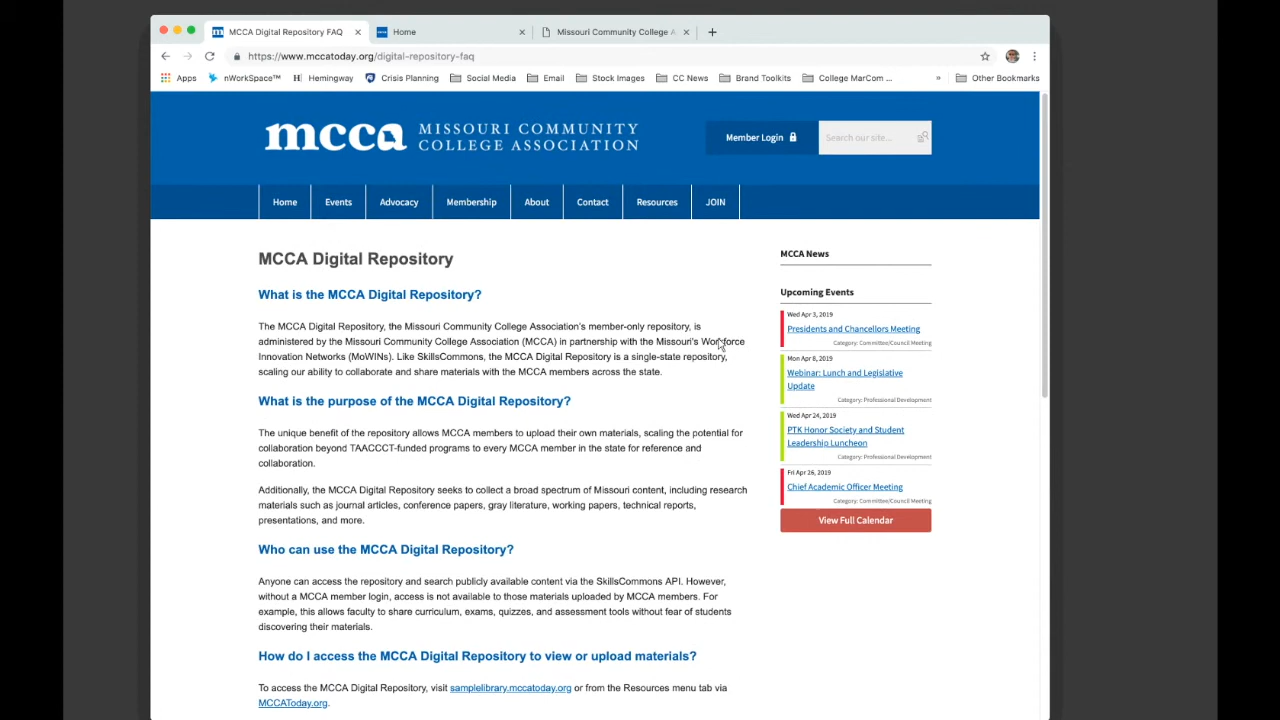 MCCA Digital Repository FAQ
Home
Missouri Community College A
https://www.mccatoday.org/digital-repository-faq
Apps
nWorkSpace™
Hemingway
Crisis Planning
Social Media
Email
Stock Images
CC News
Brand Toolkits
College MarCom ...
»
Other Bookmarks
mcca
MISSOURI COMMUNITY
COLLEGE ASSOCIATION
Member Login
Search our site...
Home
Events
Advocacy
Membership
About
Contact
Resources
JOIN
MCCA Digital Repository
What is the MCCA Digital Repository?
The MCCA Digital Repository, the Missouri Community College Association's member-only repository, is
administered by the Missouri Community College Association (MCCA) in partnership with the Missouri's Workforce
Innovation Networks (MoWINs). Like SkillsCommons, the MCCA Digital Repository is a single-state repository,
scaling our ability to collaborate and share materials with the MCCA members across the state.
What is the purpose of the MCCA Digital Repository?
The unique benefit of the repository allows MCCA members to upload their own materials, scaling the potential for
collaboration beyond TAACCCT-funded programs to every MCCA member in the state for reference and
collaboration.
Additionally, the MCCA Digital Repository seeks to collect a broad spectrum of Missouri content, including research
materials such as journal articles, conference papers, gray literature, working papers, technical reports,
presentations, and more.
Who can use the MCCA Digital Repository?
Anyone can access the repository and search publicly available content via the SkillsCommons API. However,
without a MCCA member login, access is not available to those materials uploaded by MCCA members. For
example, this allows faculty to share curriculum, exams, quizzes, and assessment tools without fear of students
discovering their materials.
How do I access the MCCA Digital Repository to view or upload materials?
To access the MCCA Digital Repository, visit samplelibrary.mccatoday.org or from the Resources menu tab via
MCCAToday.org.
MCCA News
Upcoming Events
Wed Apr 3, 2019
Presidents and Chancellors Meeting
Category: Committee/Council Meeting
Mon Apr 8, 2019
Webinar: Lunch and Legislative
Update
Category: Professional Development
Wed Apr 24, 2019
PTK Honor Society and Student
Leadership Luncheon
Category: Professional Development
Fri Apr 26, 2019
Chief Academic Officer Meeting
Category: Committee/Council Meeting
View Full Calendar